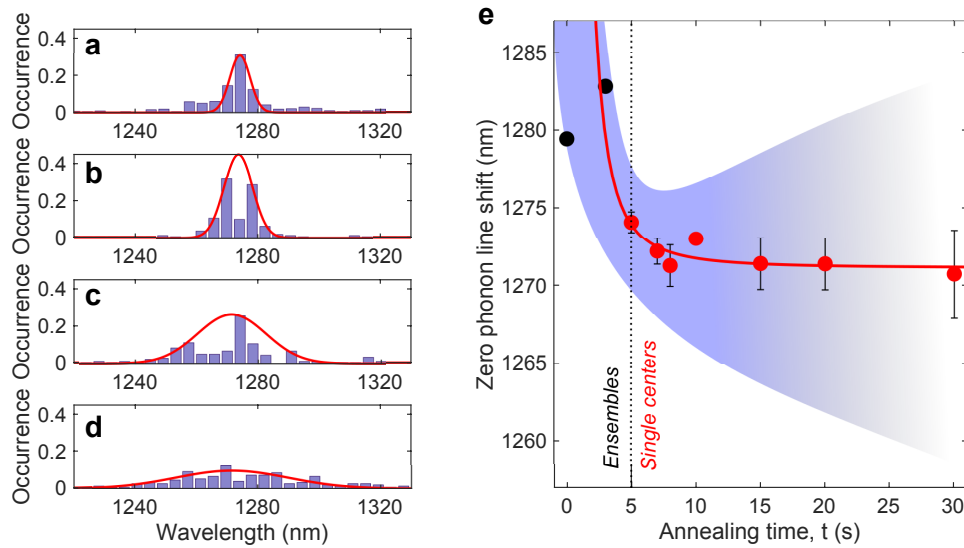 a
Occurrence
0.4
0.2
0
1240
1280
1320
b
Occurrence
0.4
0.2
0
1240
1280
1320
c
Occurrence
0.4
0.2
0
1240
1280
1320
d
Occurrence
0.4
0.2
0
1240
1280
1320
Wavelength (nm)
e
Zero phonon line shift (nm)
1285
1280
1275
1270
1265
1260
Ensembles
Single centers
0
5
10
15
20
25
30
Annealing time, t (s)